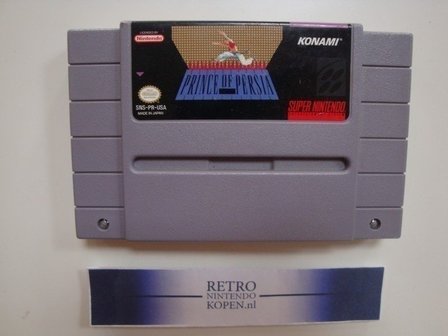 LICENSED BY
Nintendo
KONAMI
PRINCE OF PERSIA
SNS-PR-USA
MADE IN JAPAN
SUPER NINTENDO
RETRO
NINTENDO
KOPEN.nl